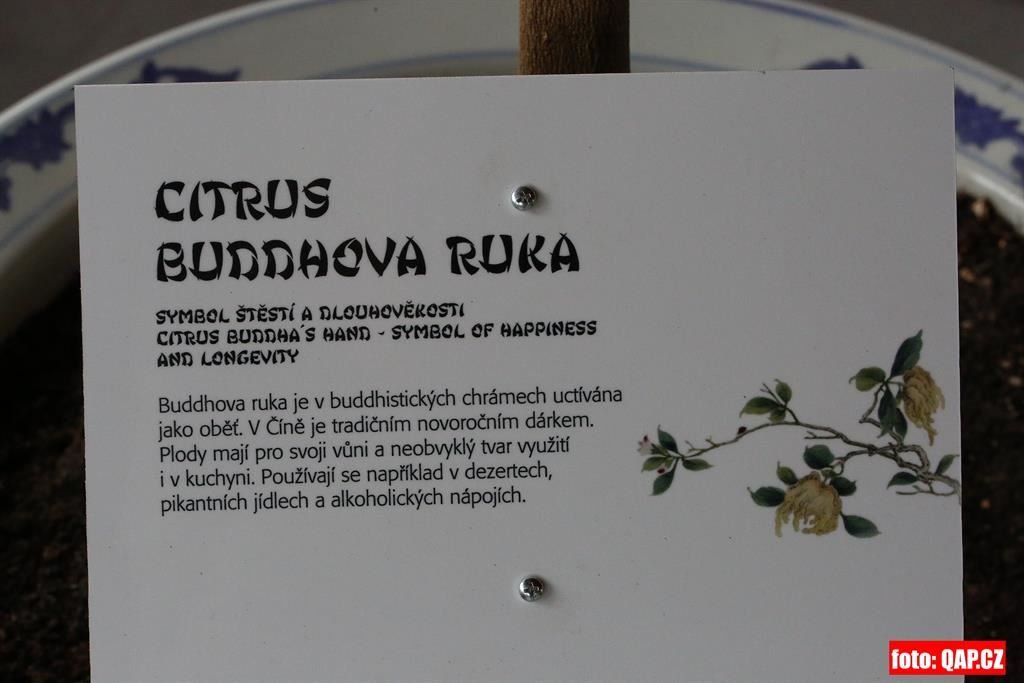 CITRUS
BUDDHOVA RUKA
SYMBOL ŠTĚSTÍ A DLOUHOVĚKOSTI
CITRUS BUDDHA´S HAND - SYMBOL OF HAPPINESS
AND LONGEVITY
Buddhova ruka je v buddhistických chrámech uctívána
jako oběť. V Číně je tradičním novoročním dárkem.
Plody mají pro svoji vůni a neobvyklý tvar využití
i v kuchyni. Používají se například v dezertech,
pikantních jídlech a alkoholických nápojích.
foto: QAP.CZ